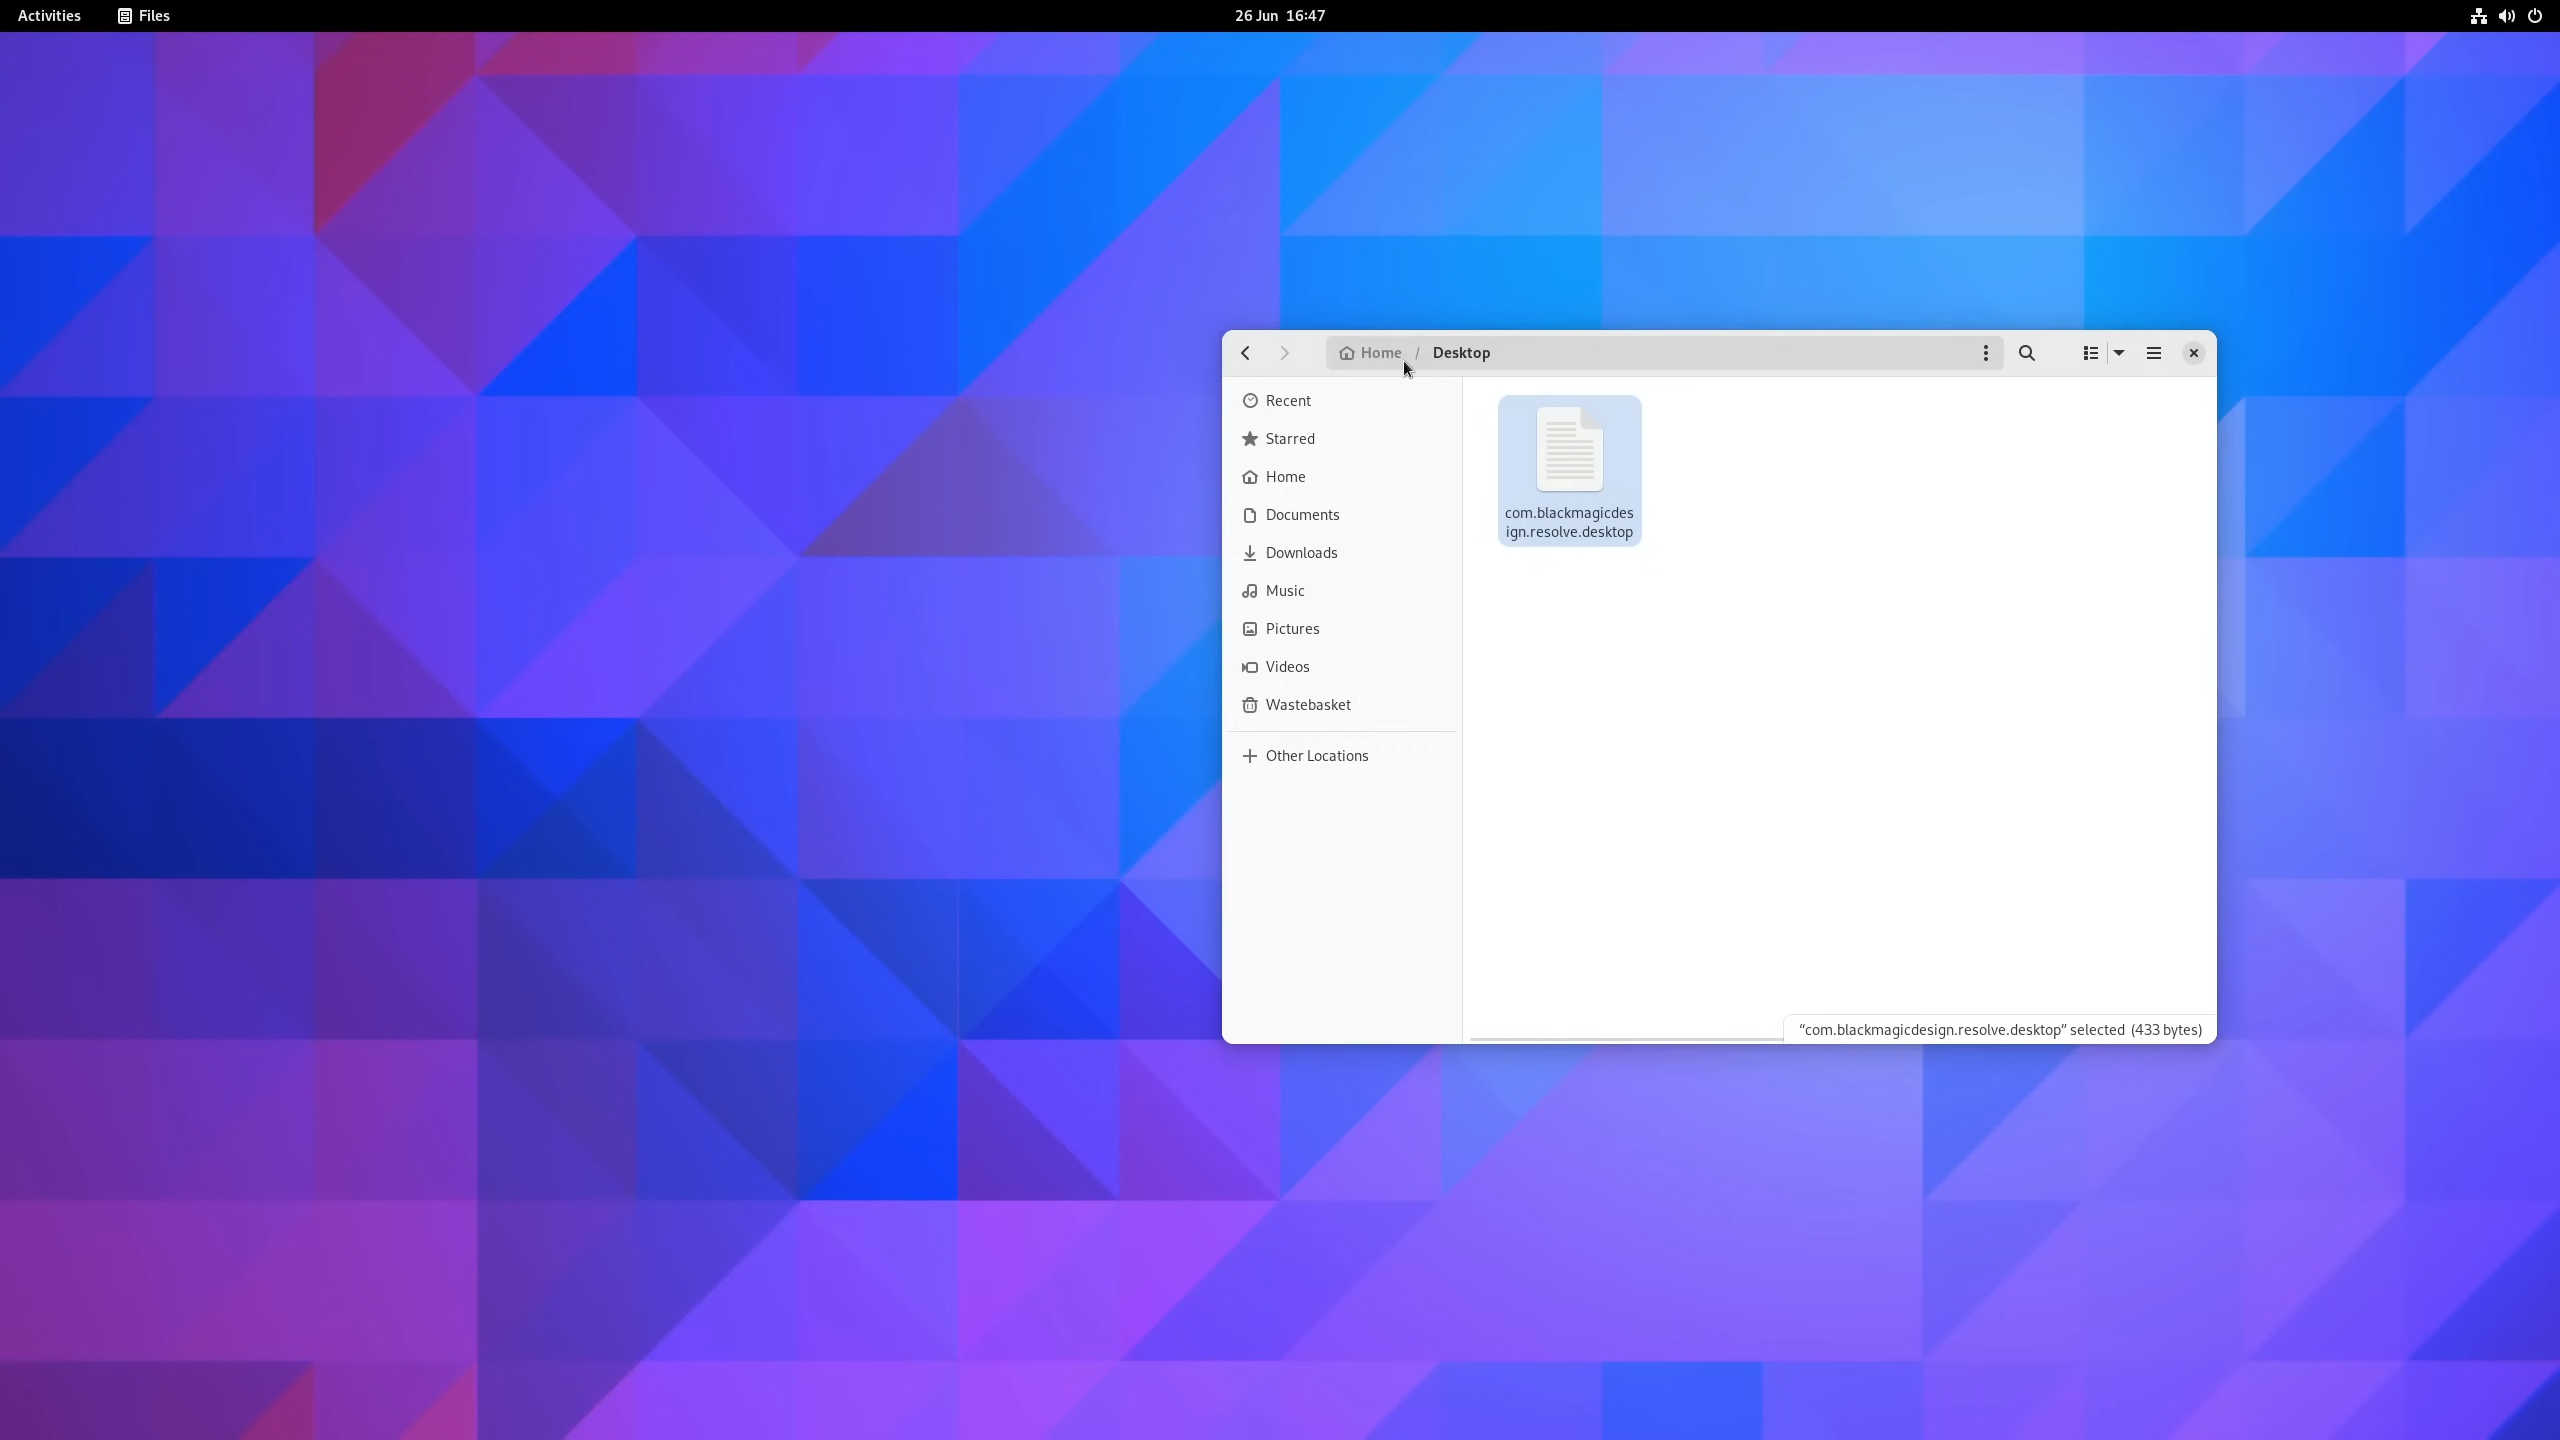 Activities
Files
26 Jun 16:47
Home / Desktop
Recent
Starred
Home
Documents
Downloads
Music
Pictures
Videos
Wastebasket
Other Locations
com.blackmagicdes
ign.resolve.desktop
“com.blackmagicdesign.resolve.desktop” selected (433 bytes)